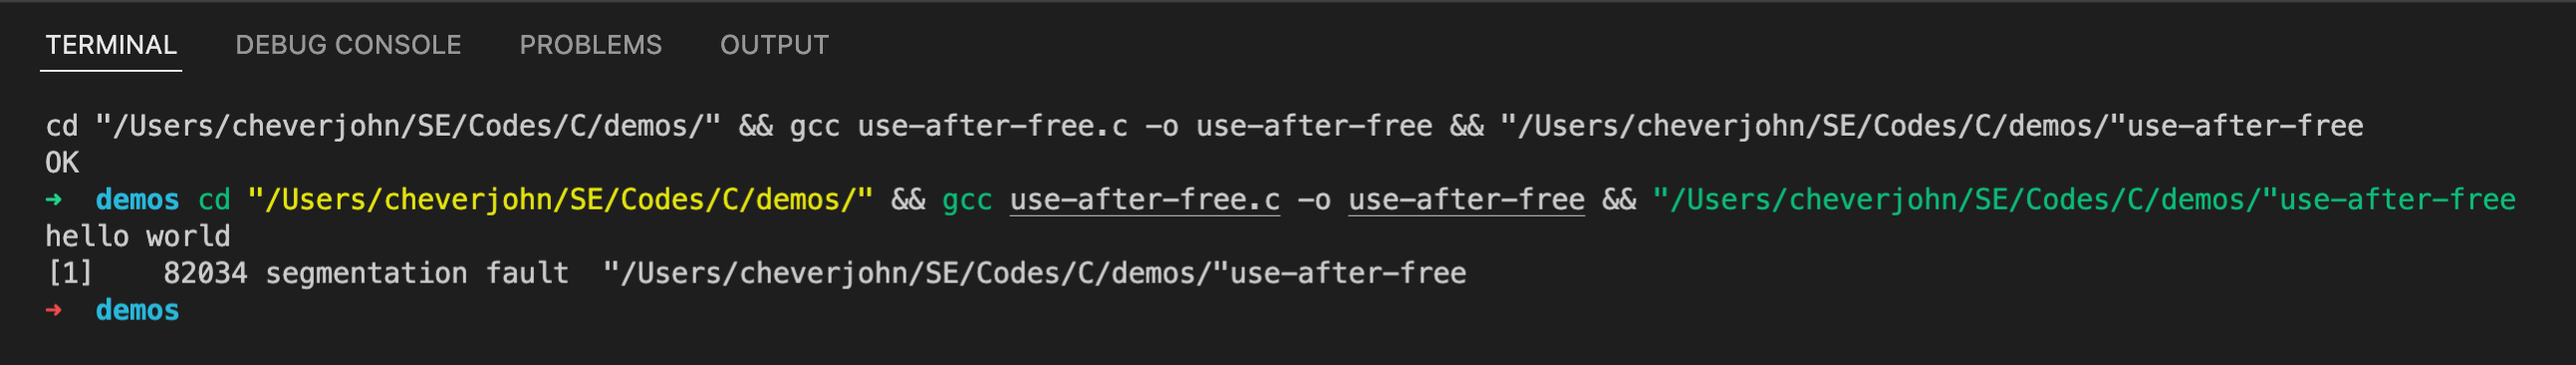 TERMINAL DEBUG CONSOLE PROBLEMS OUTPUT
cd "/Users/cheverjohn/SE/Codes/C/demos/" && gcc use-after-free.c -o use-after-free && "/Users/cheverjohn/SE/Codes/C/demos/"use-after-free
OK
➜  demos cd "/Users/cheverjohn/SE/Codes/C/demos/" && gcc use-after-free.c -o use-after-free && "/Users/cheverjohn/SE/Codes/C/demos/"use-after-free
hello world
[1]    82034 segmentation fault  "/Users/cheverjohn/SE/Codes/C/demos/"use-after-free
➜  demos